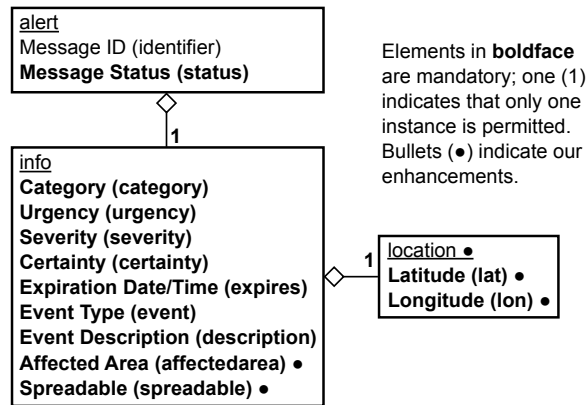 alert
Message ID (identifier)
Message Status (status)
Elements in boldface
are mandatory; one (1)
indicates that only one
instance is permitted.
Bullets (●) indicate our
enhancements.
1
info
Category (category)
Urgency (urgency)
Severity (severity)
Certainty (certainty)
Expiration Date/Time (expires)
Event Type (event)
Event Description (description)
Affected Area (affectedarea) ●
Spreadable (spreadable) ●
1
location ●
Latitude (lat) ●
Longitude (lon) ●